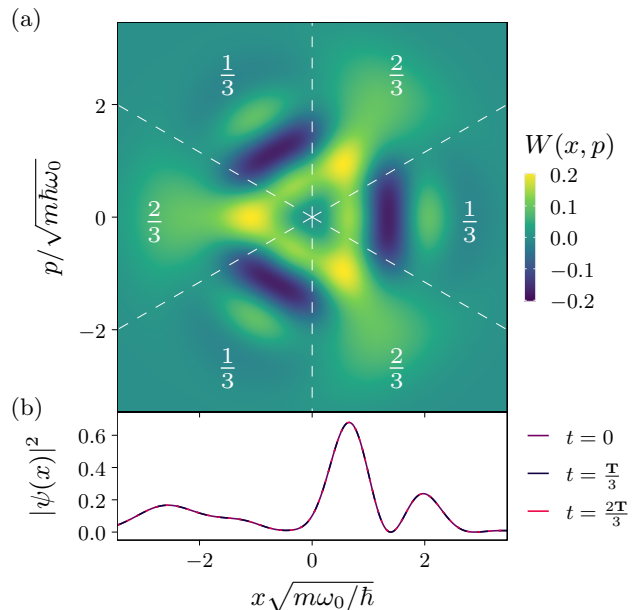 (a)
1/3
2/3
2
W(x, p)
0.2
p/√mℏω₀
0
2/3
1/3
0.1
0.0
−0.1
−0.2
−2
1/3
2/3
(b)
|ψ(x)|²
0.6
0.4
0.2
0.0
t = 0
t = T/3
t = 2T/3
−2
0
2
x√mω₀/ℏ